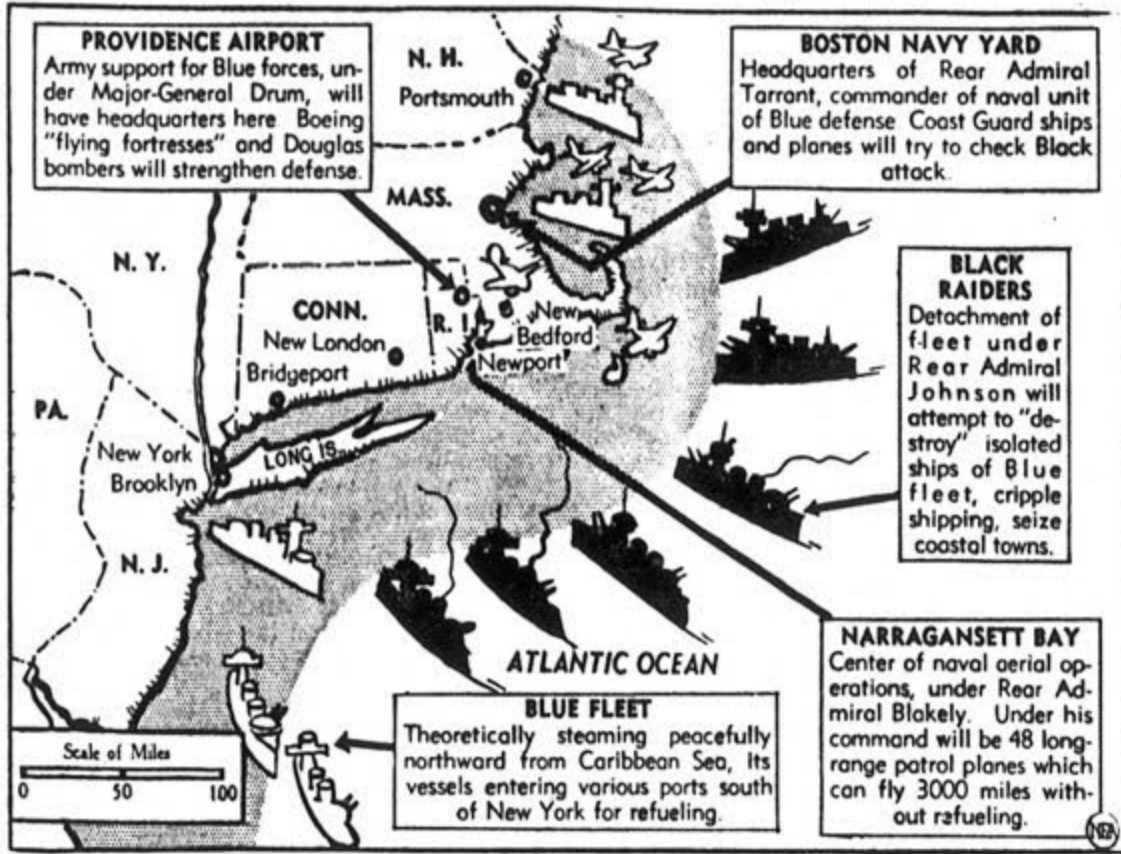 PROVIDENCE AIRPORT
Army support for Blue forces, un-
der Major-General Drum, will
have headquarters here Boeing
"flying fortresses" and Douglas
bombers will strengthen defense.
N. H.
Portsmouth
BOSTON NAVY YARD
Headquarters of Rear Admiral
Tarrant, commander of naval unit
of Blue defense. Coast Guard ships
and planes will try to check Black
attack.
MASS.
N. Y.
CONN.
New London
Bridgeport
R.
New
Bedford
Newport
BLACK
RAIDERS
Detachment of
fleet under
Rear Admiral
Johnson will
attempt to "de-
stroy" isolated
ships of Blue
fleet, cripple
shipping, seize
coastal towns.
PA.
New York
Brooklyn
LONG IS.
N. J.
ATLANTIC OCEAN
NARRAGANSETT BAY
Center of naval aerial op-
erations, under Rear Ad-
miral Blakely. Under his
command will be 48 long-
range patrol planes which
can fly 3000 miles with-
out refueling.
BLUE FLEET
Theoretically steaming peacefully
northward from Caribbean Sea, Its
vessels entering various ports south
of New York for refueling.
Scale of Miles
0 50 100
NEA